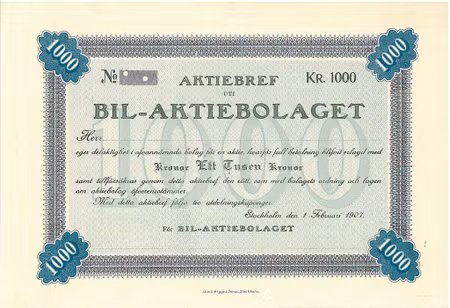 1000 1000
No
AKTIEBREF KR. 1000
UTI
BIL-AKTIEBOLAGET
1000
Herr
eger delaktighet i ofvannämnde bolag för en aktie, hvarför full betalning blifvit erlagd med
Kronor Ett Tusen Kronor
samt tillförsäkras genom detta aktiebref den rätt, som med bolagets ordning och lagen
om aktiebolag öfverensstämmer.
Med detta aktiebref följa tio utdelningskuponger.
Stockholm den 1 Februari 1907.
För BIL-AKTIEBOLAGET
1000 1000